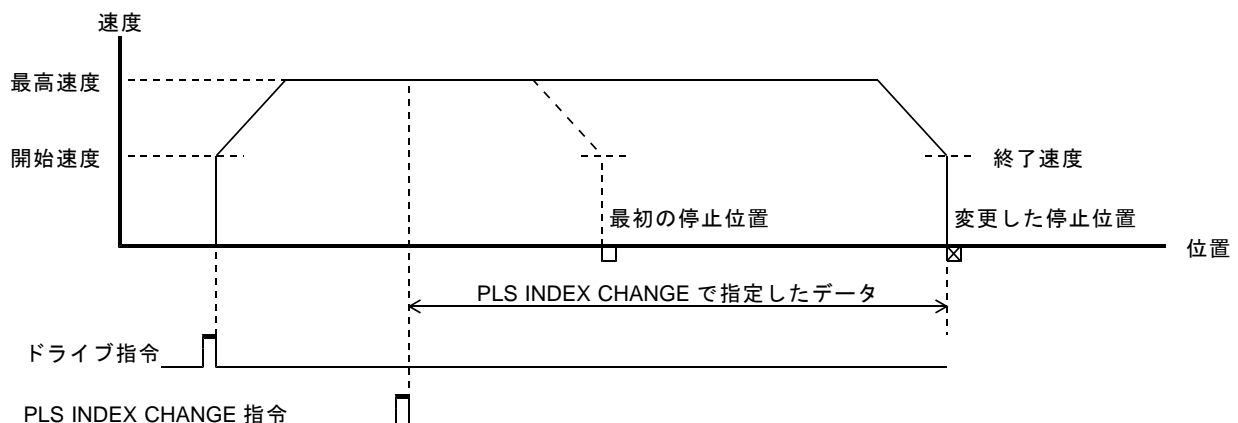 速度
最高速度
開始速度
終了速度
最初の停止位置
変更した停止位置
位置
PLS INDEX CHANGE で指定したデータ
ドライブ指令
PLS INDEX CHANGE 指令